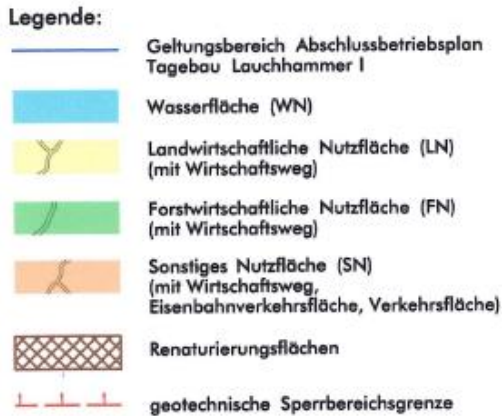 Legende:
Geltungsbereich Abschlussbetriebsplan
Tagebau Lauchhammer I
Wasserfläche (WN)
Landwirtschaftliche Nutzfläche (LN)
(mit Wirtschaftsweg)
Forstwirtschaftliche Nutzfläche (FN)
(mit Wirtschaftsweg)
Sonstiges Nutzfläche (SN)
(mit Wirtschaftsweg,
Eisenbahnverkehrsfläche, Verkehrsfläche)
Renaturierungsflächen
geotechnische Sperrbereichsgrenze